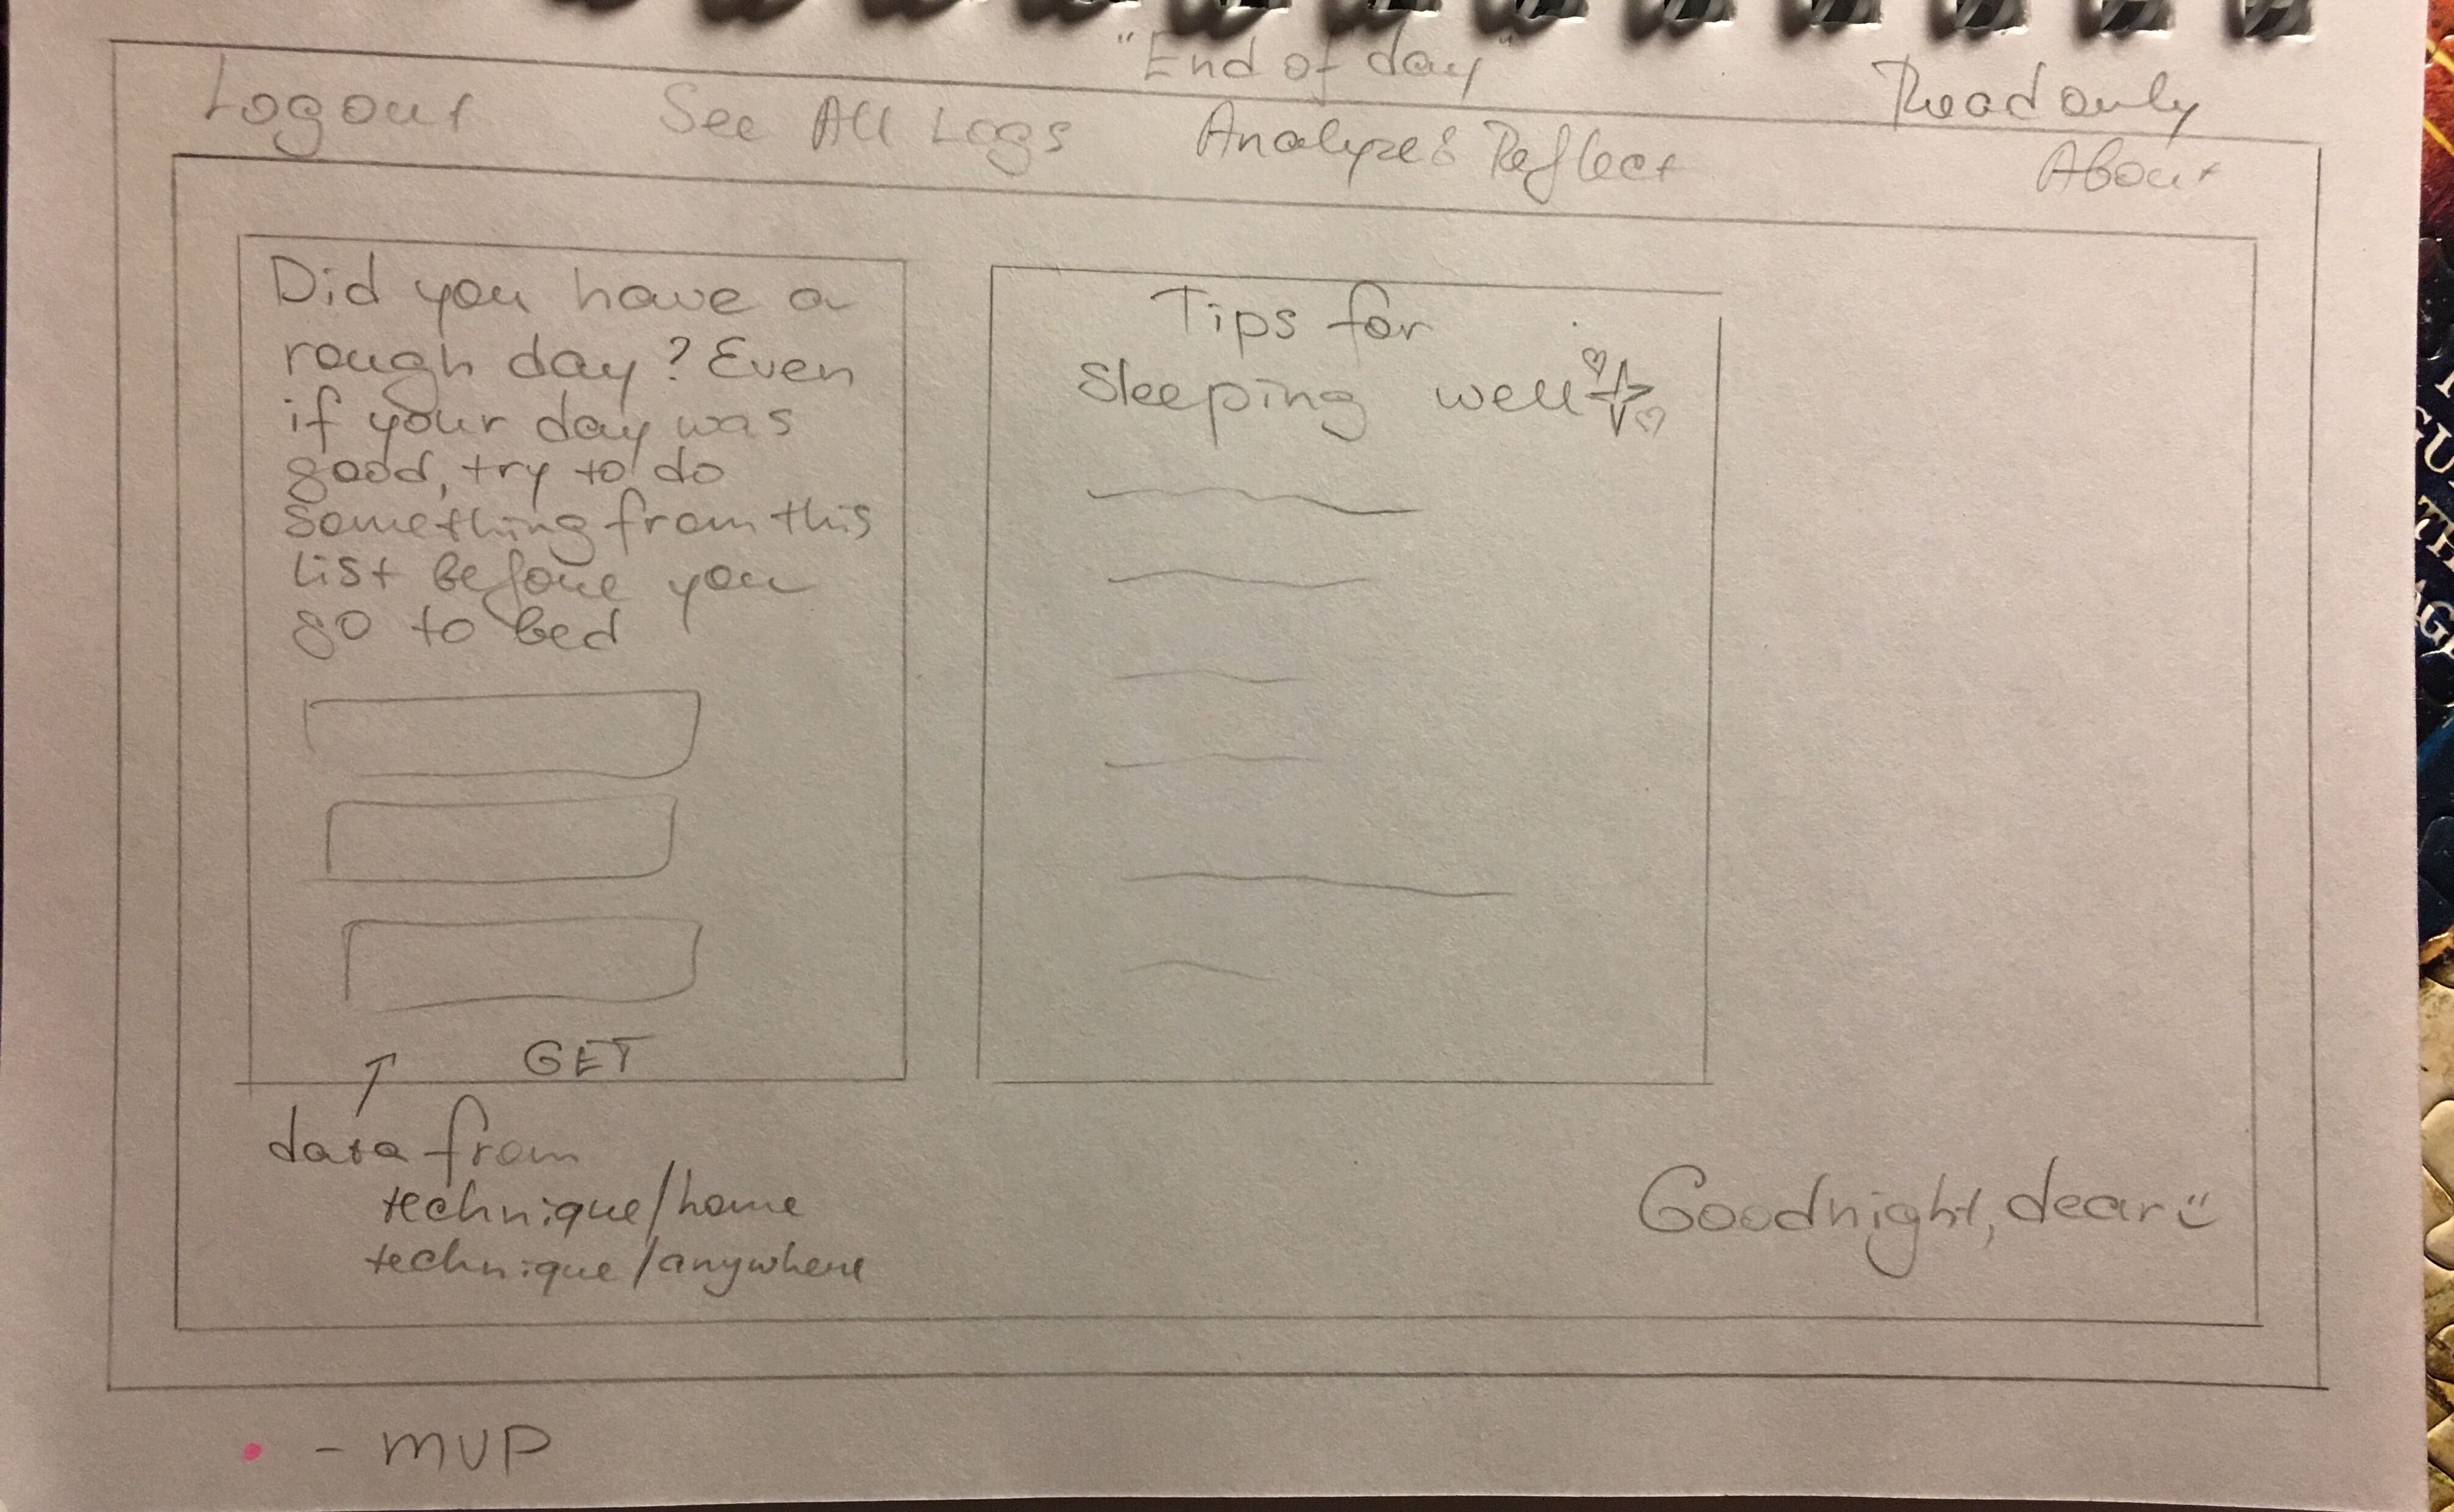 "End of day"
Read only
Logout
See All Logs
Analyze & Reflect
About
Did you have a
rough day? Even
if your day was
good, try to do
something from this
list before you
go to bed
GET
data from
technique/home
technique/anywhere
Tips for
Sleeping well
Goodnight, dear
- MVP